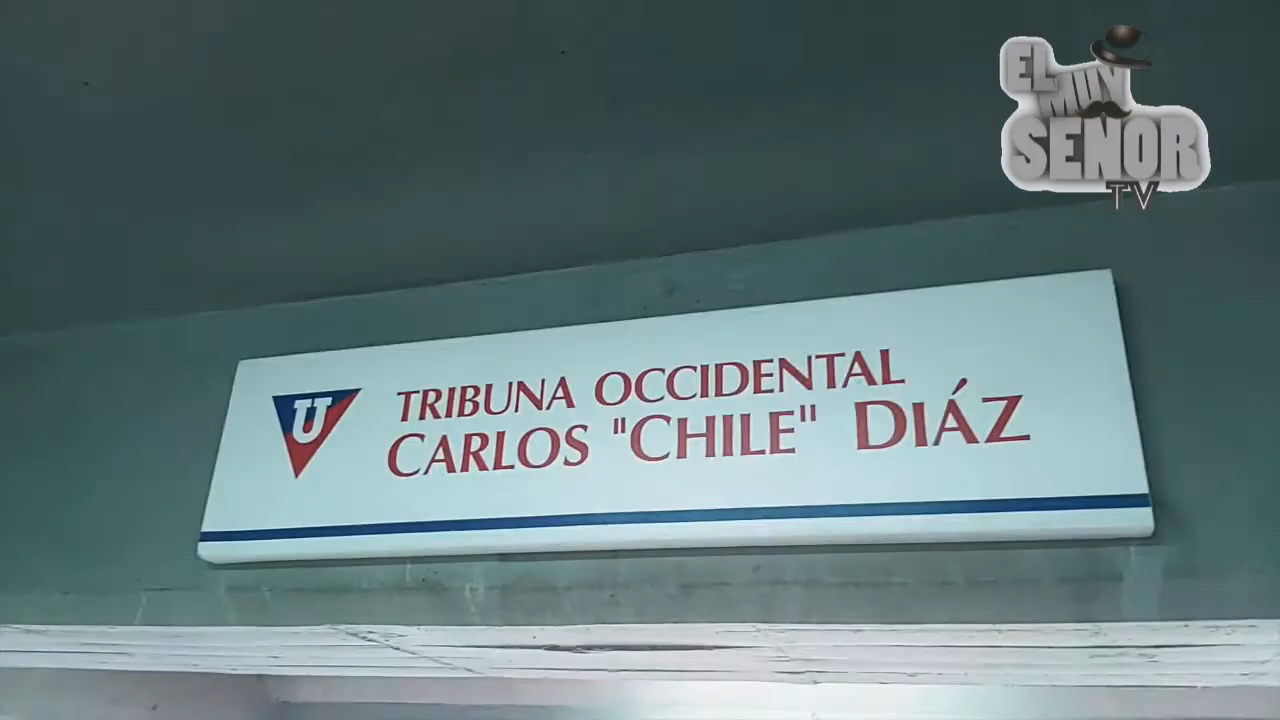 EL
MUY
SEÑOR
TV
U
TRIBUNA OCCIDENTAL
CARLOS "CHILE" DIÁZ